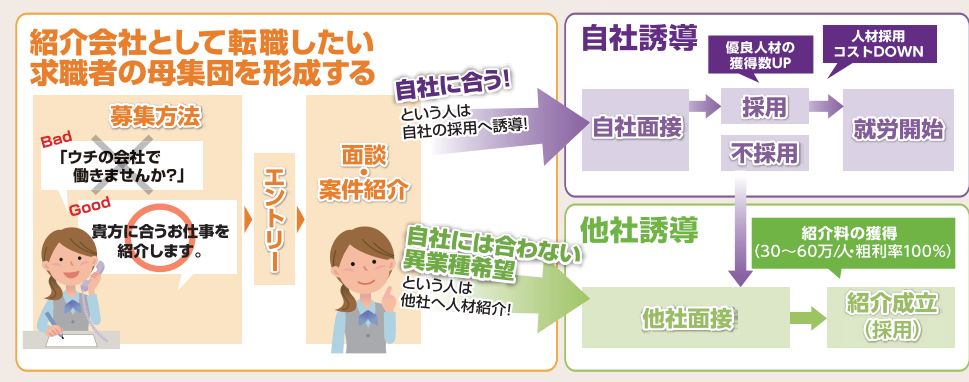 紹介会社として転職したい
求職者の母集団を形成する
募集方法
Bad
「ウチの会社で
働きませんか?」
Good
貴方に合うお仕事を
紹介します。
エントリー
面談
・
案件紹介
自社に合う!
という人は
自社の採用へ誘導!
自社には合わない
異業種希望
という人は
他社へ人材紹介!
自社誘導
優良人材の
獲得数UP
人材採用
コストDOWN
自社面接
採用
不採用
就労開始
他社誘導
紹介料の獲得
(30～60万/人・粗利率100%)
他社面接
紹介成立
(採用)